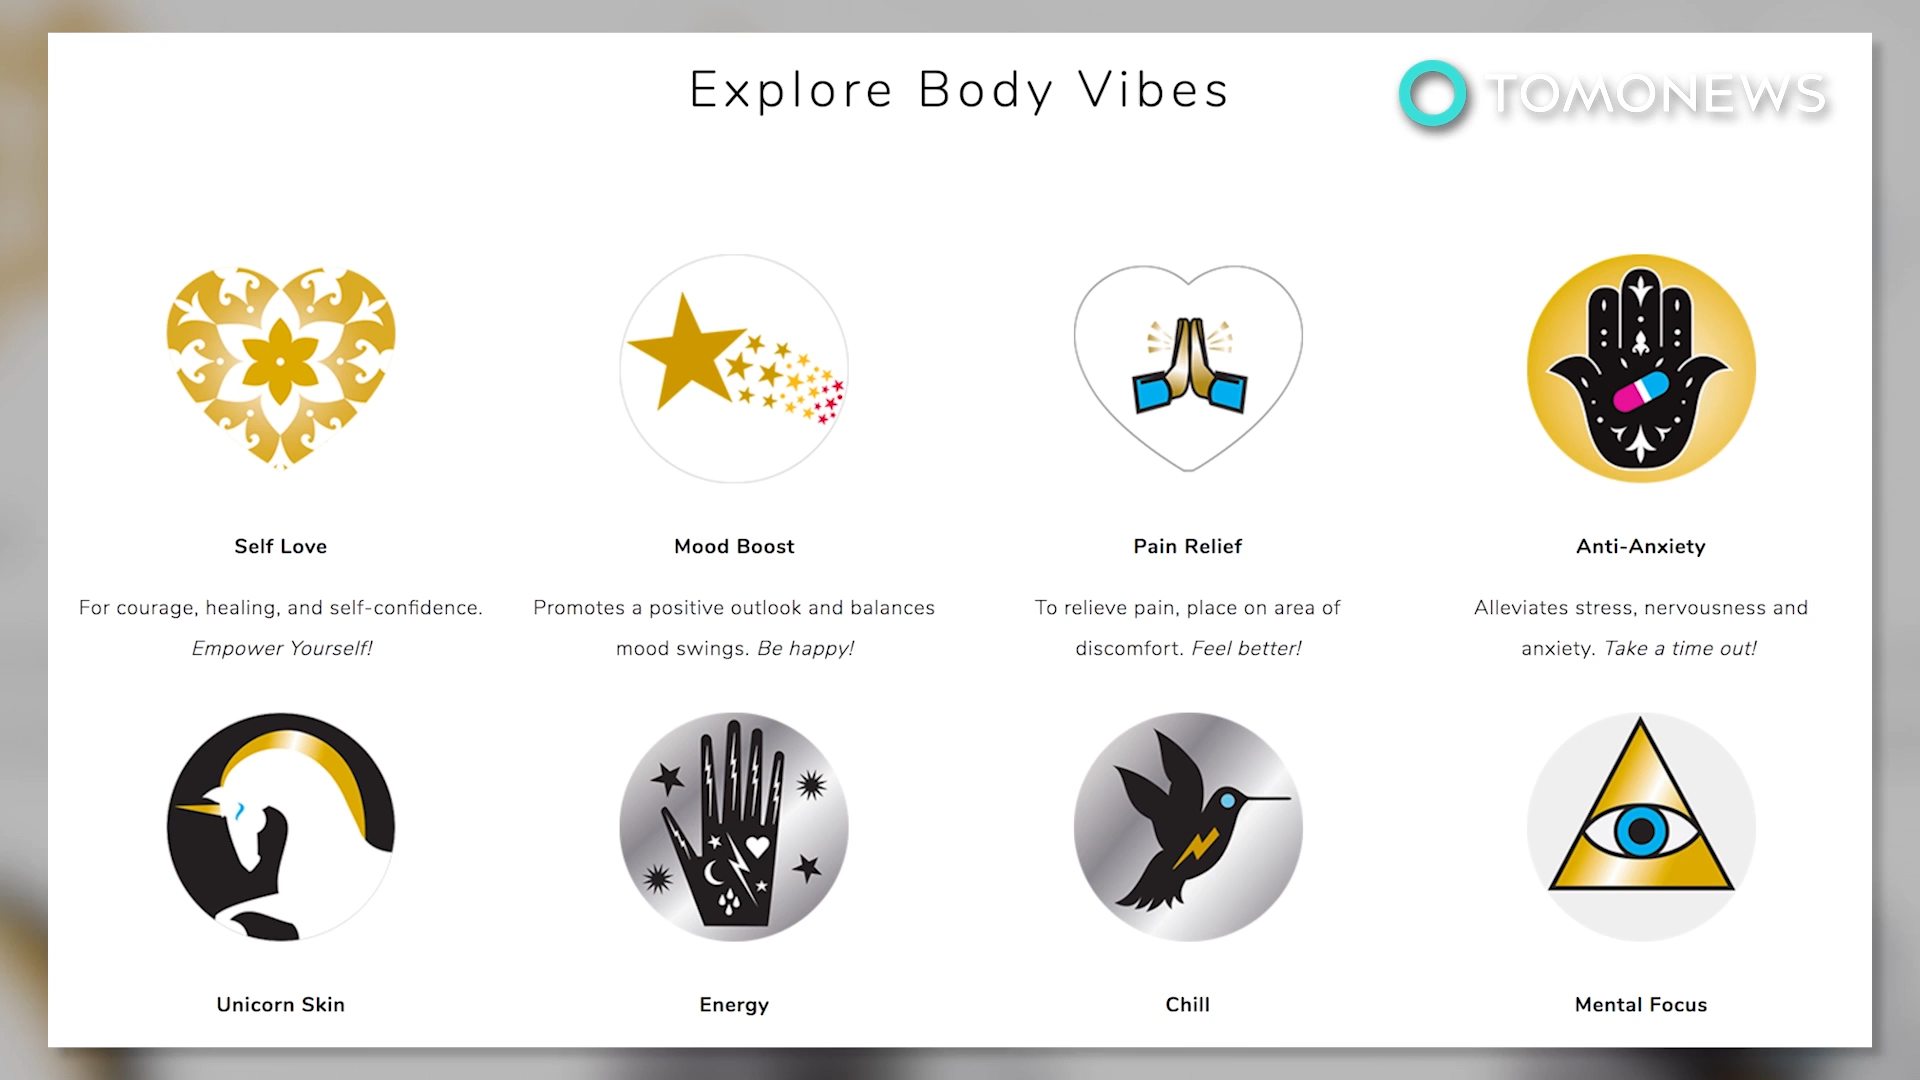 Explore Body Vibes
TOMONEWS
Self Love
For courage, healing, and self-confidence.
Empower Yourself!
Mood Boost
Promotes a positive outlook and balances
mood swings. Be happy!
Pain Relief
To relieve pain, place on area of
discomfort. Feel better!
Anti-Anxiety
Alleviates stress, nervousness and
anxiety. Take a time out!
Unicorn Skin
Energy
Chill
Mental Focus